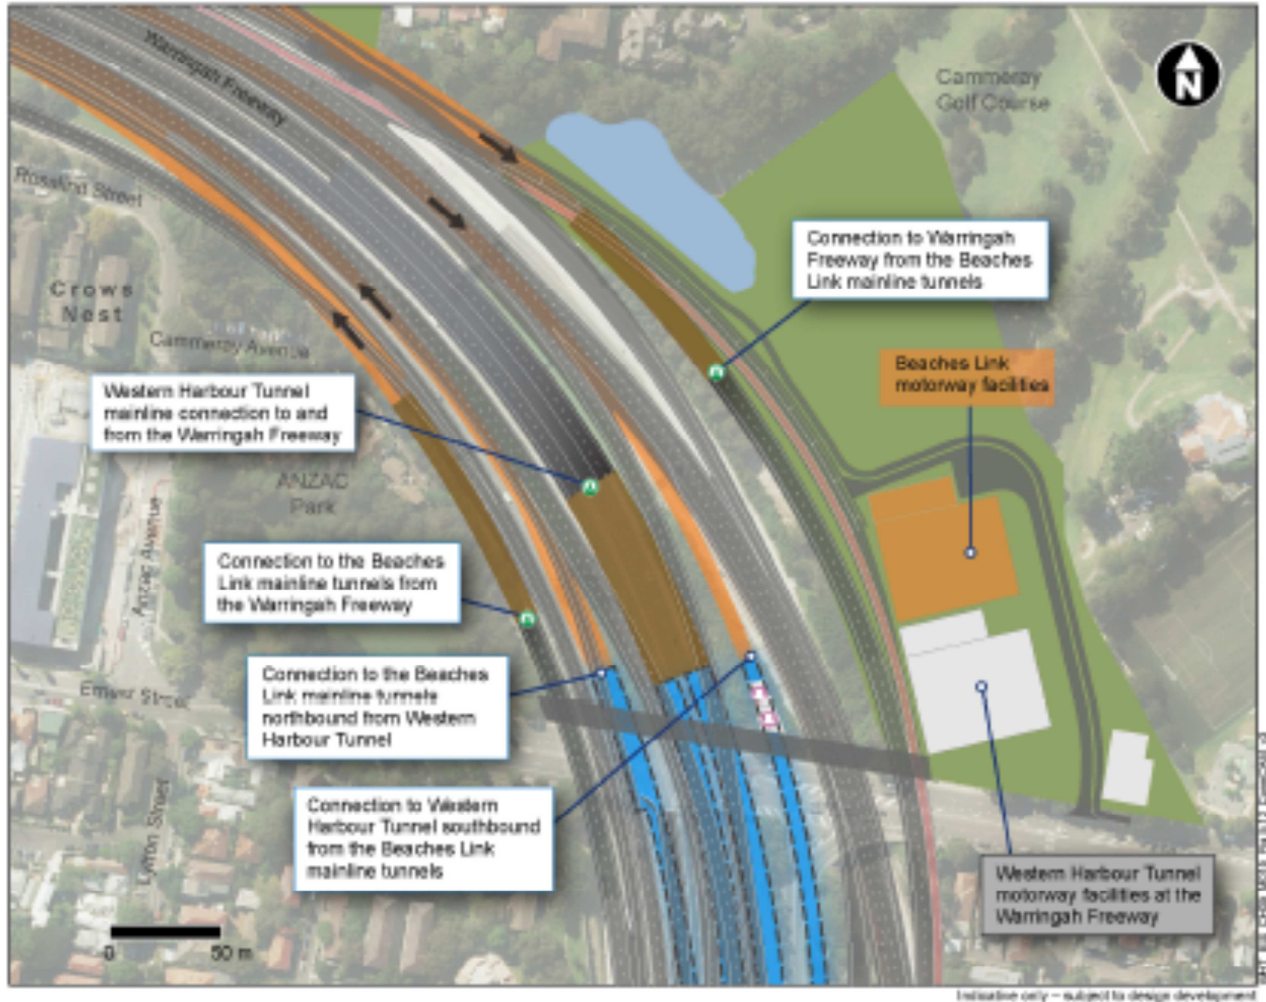 Warringah Freeway
Cammeray
Golf Course
N
Rosalind Street
Connection to Warringah
Freeway from the Beaches
Link mainline tunnels
Crows
Nest
Cammeray Avenue
Beaches Link
motorway facilities
Western Harbour Tunnel
mainline connection to and
from the Warringah Freeway
ANZAC
Park
Anzac Avenue
Connection to the Beaches
Link mainline tunnels from
the Warringah Freeway
Connection to the Beaches
Link mainline tunnels
northbound from Western
Harbour Tunnel
Ernest Street
Connection to Western
Harbour Tunnel southbound
from the Beaches Link
mainline tunnels
Lytton Street
Western Harbour Tunnel
motorway facilities at the
Warringah Freeway
0 50 m
Indicative only – subject to design development